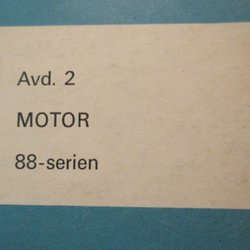 Avd. 2
MOTOR
88-serien